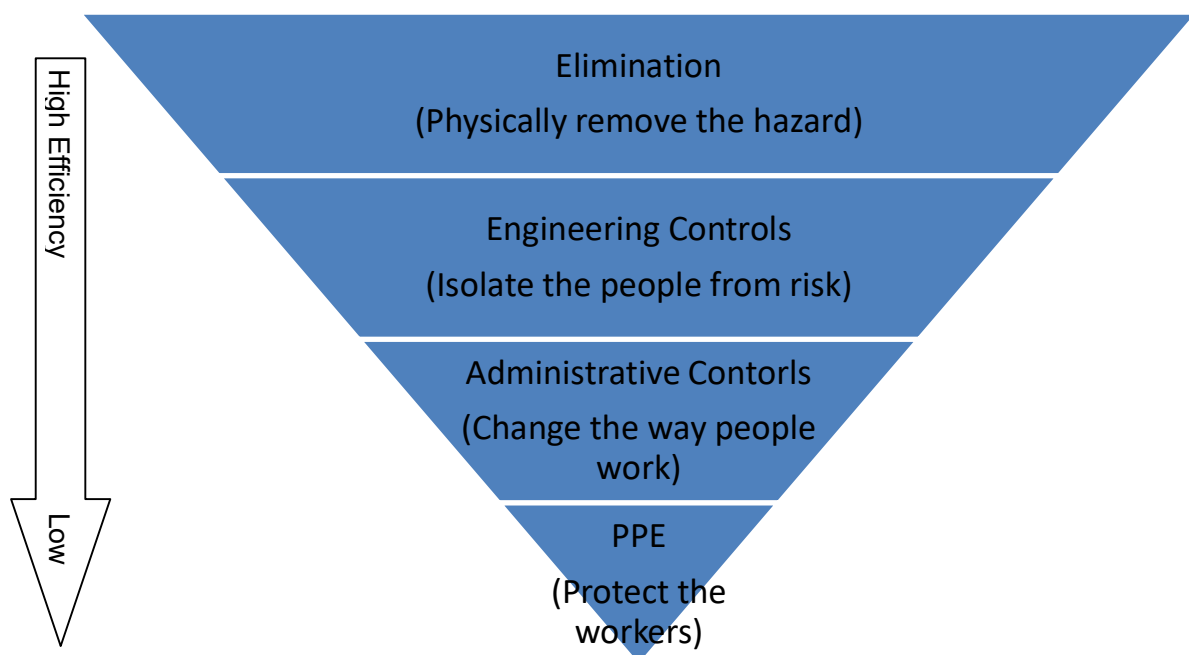 High Efficiency
Low
Elimination
(Physically remove the hazard)
Engineering Controls
(Isolate the people from risk)
Administrative Contorls
(Change the way people
work)
PPE
(Protect the
workers)